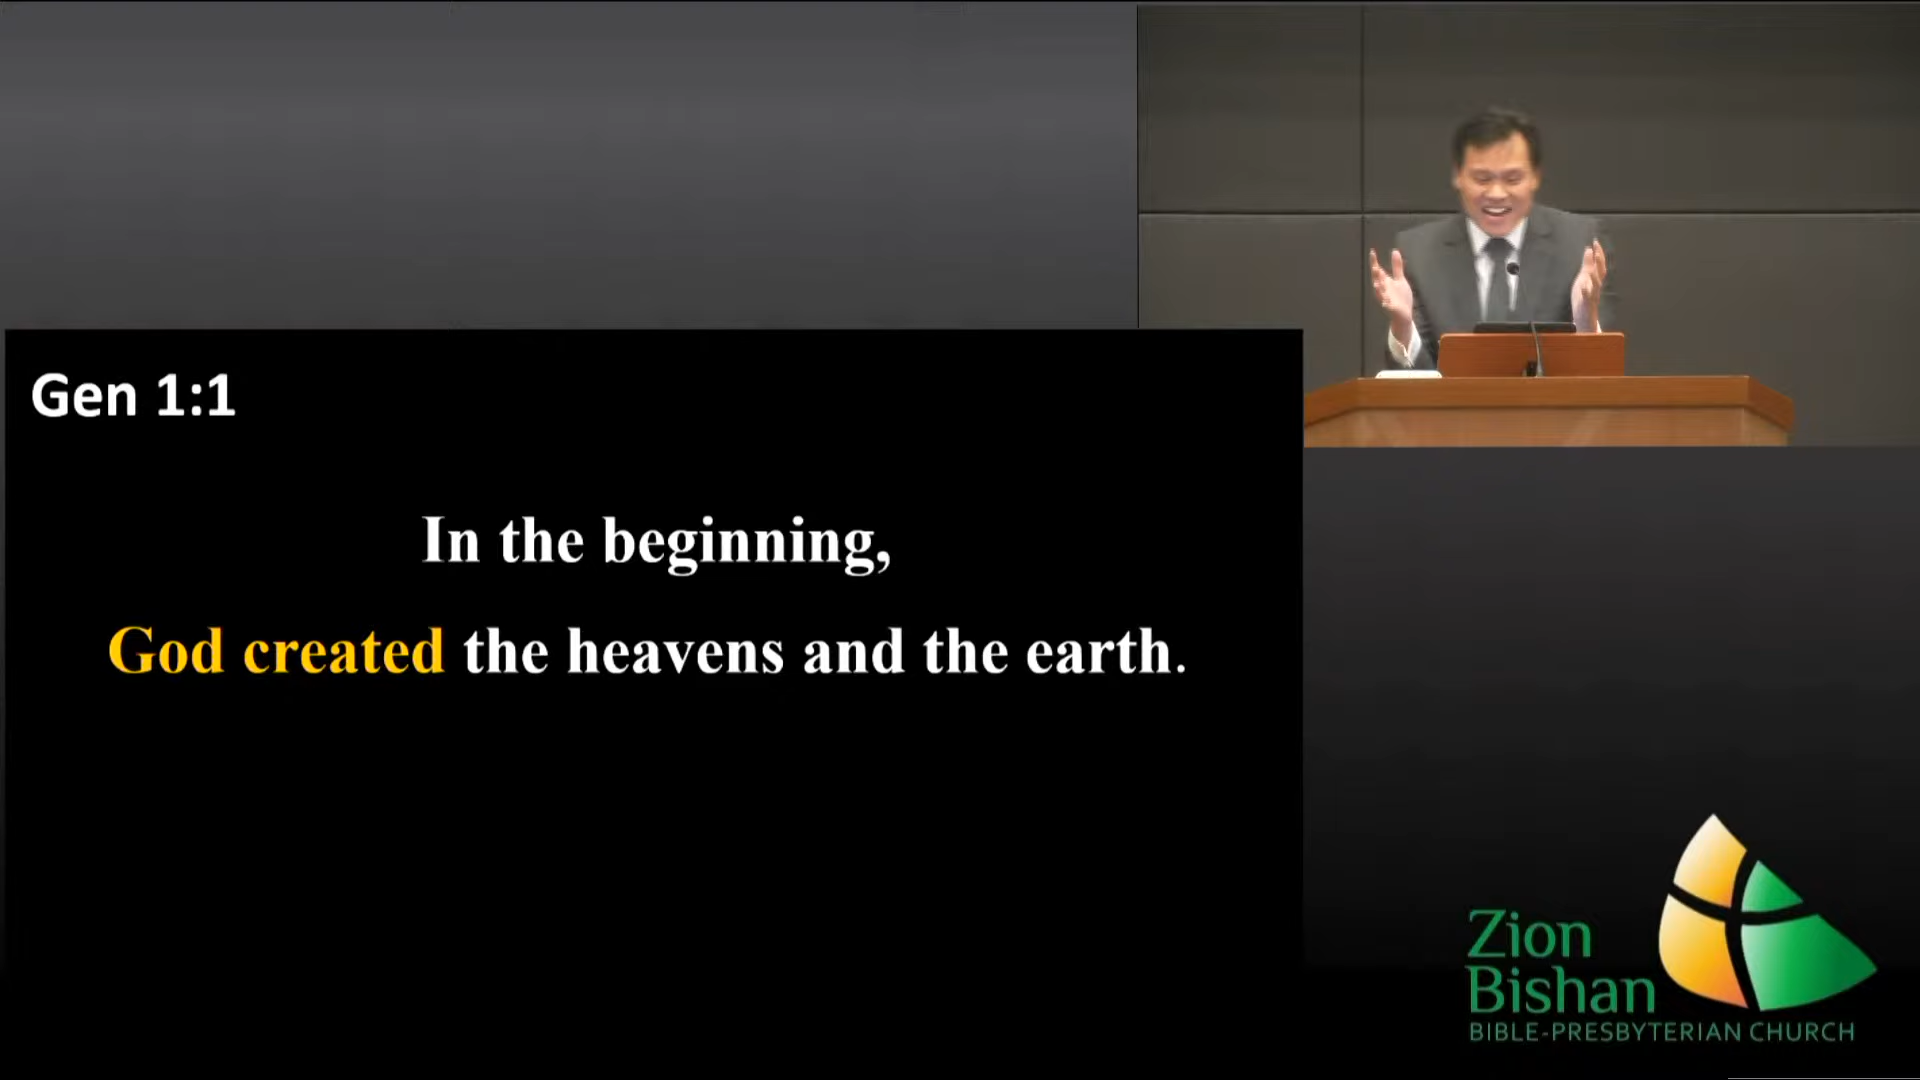 Gen 1:1
In the beginning,
God created the heavens and the earth.
Zion
Bishan
BIBLE-PRESBYTERIAN CHURCH